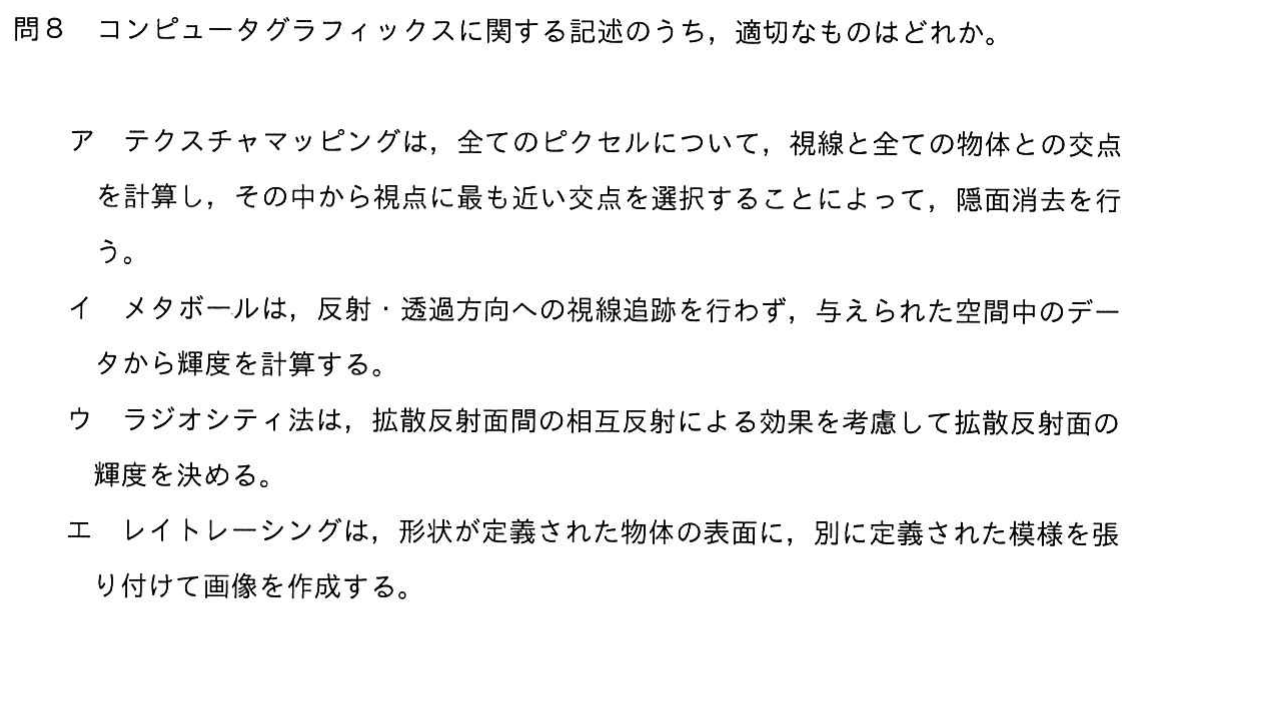 問８　コンピュータグラフィックスに関する記述のうち，適切なものはどれか。
ア　テクスチャマッピングは，全てのピクセルについて，視線と全ての物体との交点
を計算し，その中から視点に最も近い交点を選択することによって，隠面消去を行
う。
イ　メタボールは，反射・透過方向への視線追跡を行わず，与えられた空間中のデー
タから輝度を計算する。
ウ　ラジオシティ法は，拡散反射面間の相互反射による効果を考慮して拡散反射面の
輝度を決める。
エ　レイトレーシングは，形状が定義された物体の表面に，別に定義された模様を張
り付けて画像を作成する。